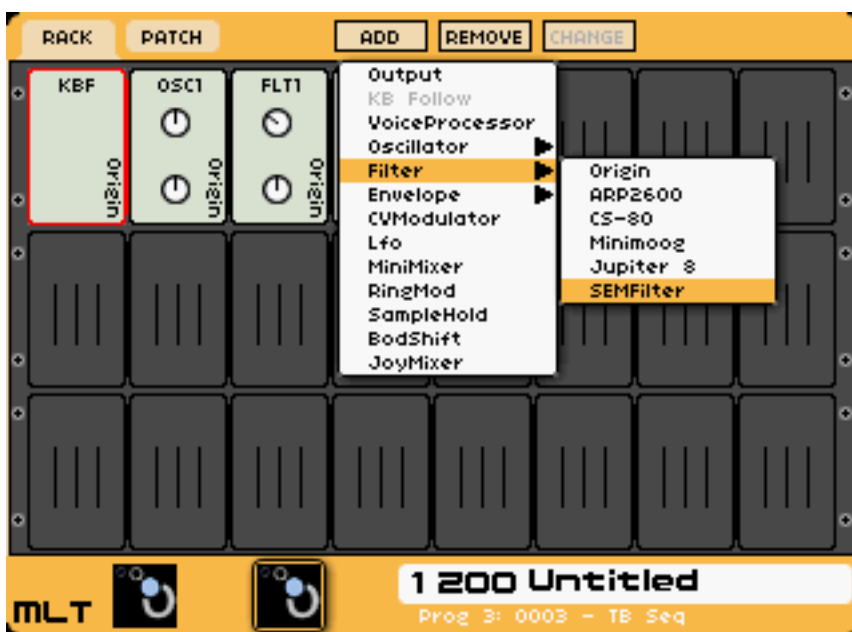 RACK PATCH ADD REMOVE CHANGE
KBF OSC1 FLT1
Origin Origin Origin
Output
KB Follow
VoiceProcessor
Oscillator
Filter
Envelope
CVModulator
Lfo
MiniMixer
RingMod
SampleHold
BodShift
JoyMixer
Origin
ARP2600
CS-80
Minimoog
Jupiter 8
SEMFilter
MLT
1 200 Untitled
Prog 3: 0003 - TB Seq